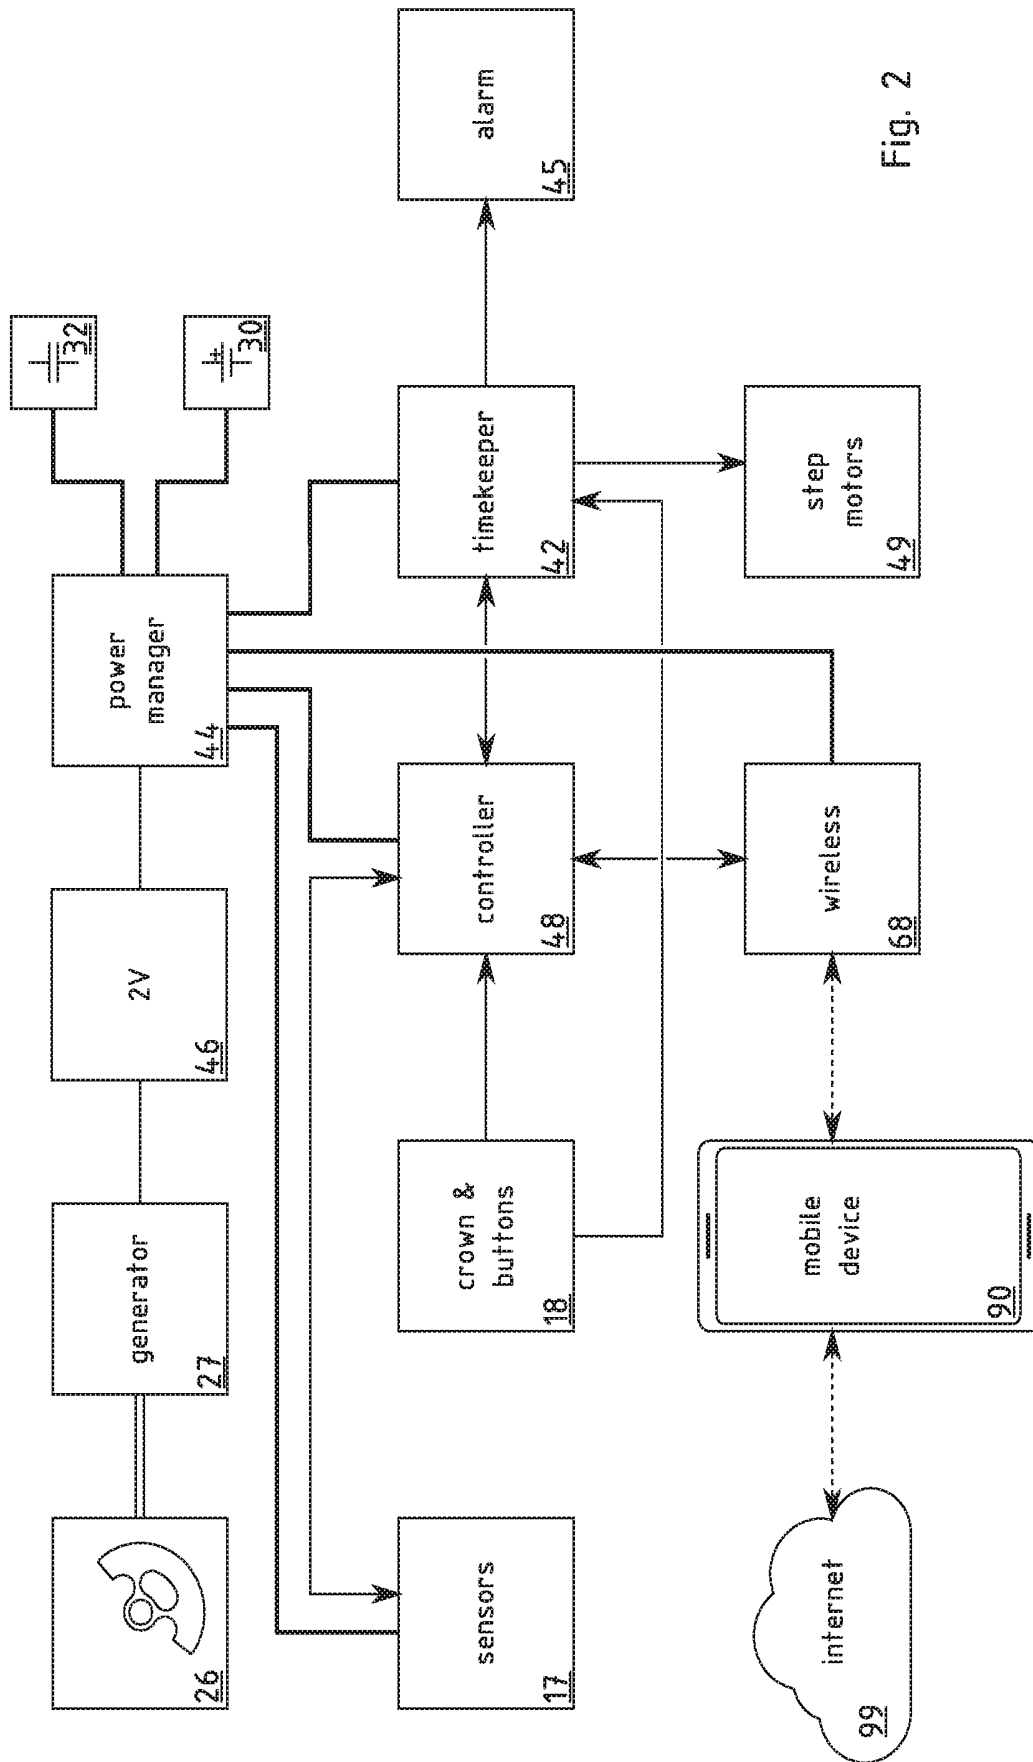 32
30
power
manager
44
2V
46
generator
27
26
alarm
45
timekeeper
42
controller
48
crown &
buttons
18
sensors
17
step
motors
49
wireless
68
mobile
device
90
internet
99
Fig. 2